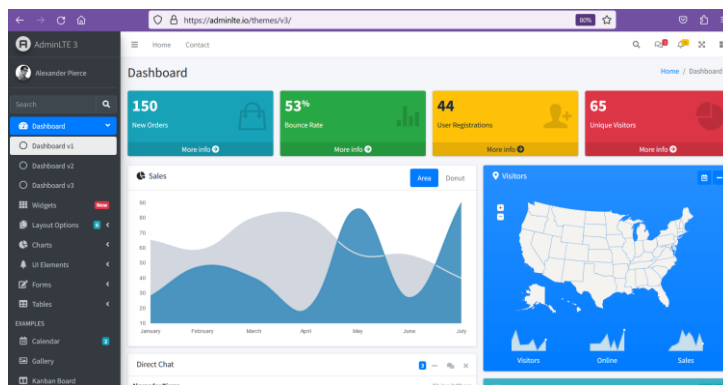 https://adminlte.io/themes/v3/
80%
AdminLTE 3
Home Contact
Alexander Pierce
Dashboard
Home / Dashboard
Search
150
New Orders
More info
53%
Bounce Rate
More info
44
User Registrations
More info
65
Unique Visitors
More info
Dashboard
Dashboard v1
Dashboard v2
Dashboard v3
Widgets New
Layout Options 6
Charts
UI Elements
Forms
Tables
EXAMPLES
Calendar 2
Gallery
Kanban Board
Sales
Area Donut
90
80
70
60
50
40
30
20
10
January February March April May June July
Visitors
Visitors Online Sales
Direct Chat
3